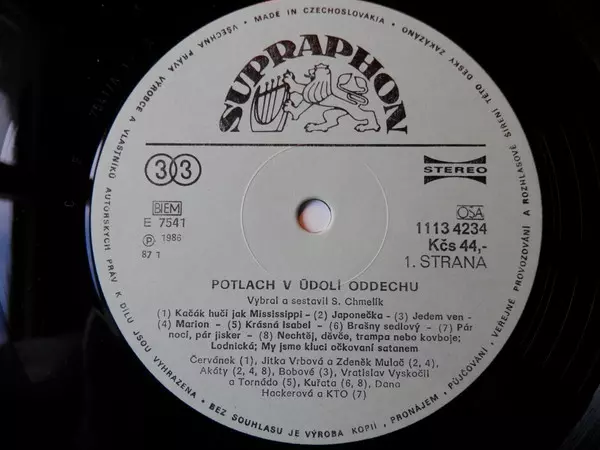 VŠECHNA PRÁVA VÝROBCE A VLASTNÍKŮ AUTORSKÝCH PRÁV K DÍLU JSOU VYHRAZENA • BEZ SOUHLASU JE VÝROBA KOPIÍ, PRONÁJEM, PŮJČOVÁNÍ, VEŘEJNÉ PROVOZOVÁNÍ A ROZHLASOVÉ ŠÍŘENÍ TÉTO DESKY ZAKÁZÁNO •
MADE IN CZECHOSLOVAKIA •
SUPRAPHON
33
STEREO
BIEM
E 7541
Ⓟ 1986
87 1
OSA
1113 4234
Kčs 44,-
1. STRANA
POTLACH V ÚDOLÍ ODDECHU
Vybral a sestavil S. Chmelík
(1) Kačák hučí jak Mississippi - (2) Japonečka - (3) Jedem ven -
(4) Marion - (5) Krásná Isabel - (6) Brašny sedlový - (7) Pár
nocí, pár jisker - (8) Nechtěj, děvče, trampa nebo kovboje;
Lodnická; My jsme kluci očkovaní satanem
Červánek (1), Jitka Vrbová a Zdeněk Mulač (2, 4),
Akáty (2, 4, 8), Bobové (3), Vratislav Vyskočil
a Tornádo (5), Kuřata (6, 8), Dana
Hackerová a KTO (7)